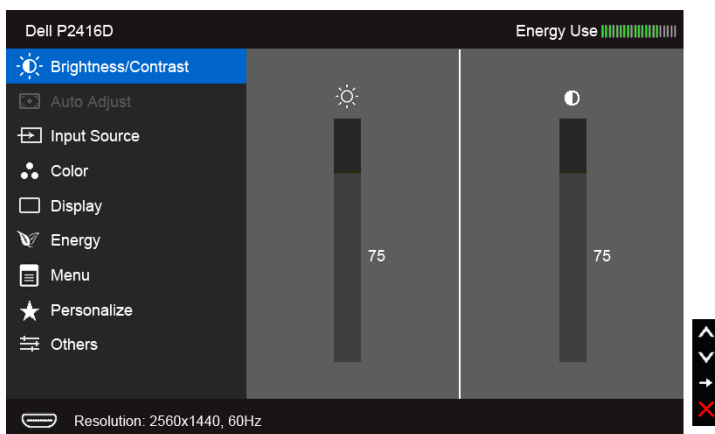 Dell P2416D
Energy Use
Brightness/Contrast
Auto Adjust
Input Source
Color
Display
Energy
Menu
Personalize
Others
75
75
Resolution: 2560x1440, 60Hz